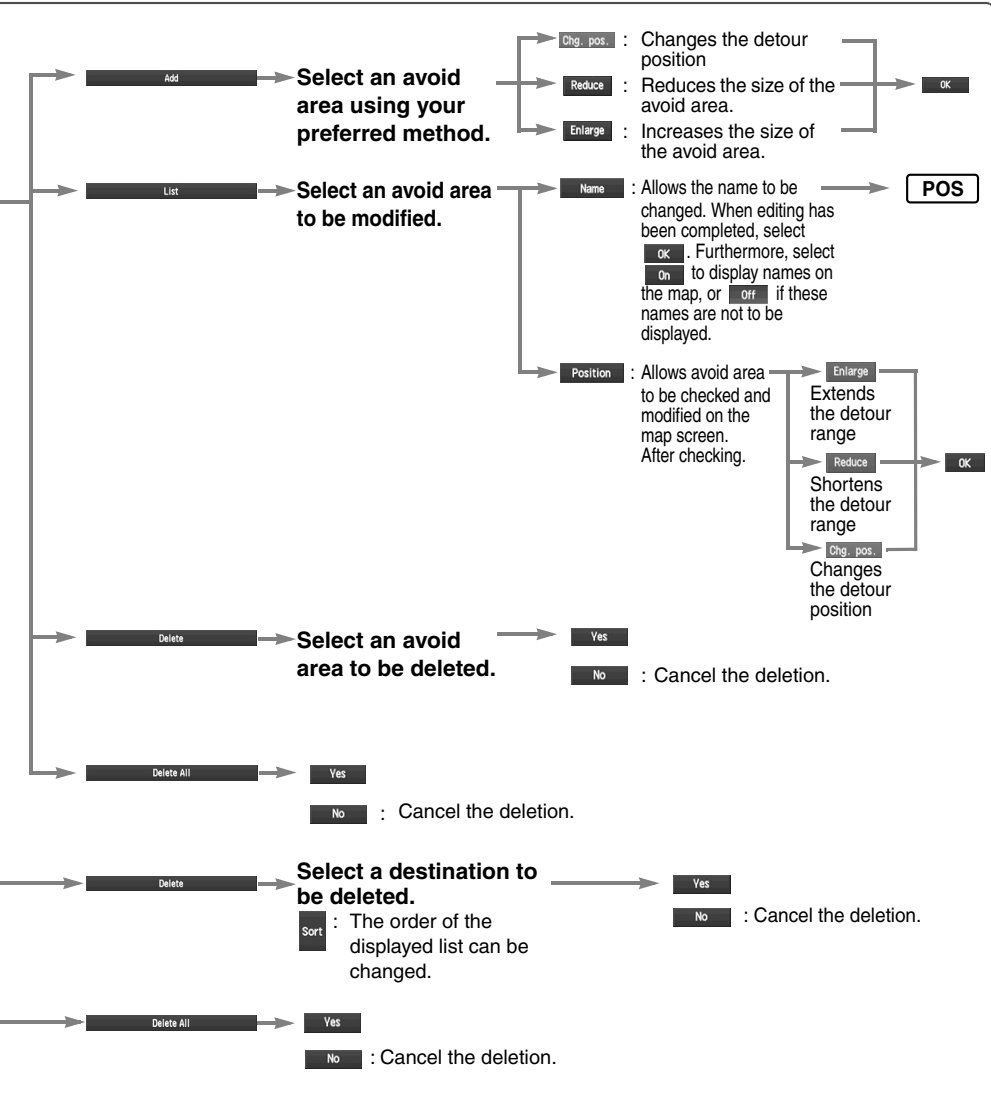 Add
Select an avoid
area using your
preferred method.
Chg. pos. : Changes the detour
position
Reduce : Reduces the size of the
avoid area.
Enlarge : Increases the size of
the avoid area.
OK
List
Select an avoid area
to be modified.
Name : Allows the name to be
changed. When editing has
been completed, select
OK . Furthermore, select
On to display names on
the map, or Off if these
names are not to be
displayed.
POS
Position : Allows avoid area
to be checked and
modified on the
map screen.
After checking.
Enlarge
Extends
the detour
range
Reduce
Shortens
the detour
range
Chg. pos.
Changes
the detour
position
OK
Delete
Select an avoid
area to be deleted.
Yes
No : Cancel the deletion.
Delete All
Yes
No : Cancel the deletion.
Delete
Select a destination to
be deleted.
Sort : The order of the
displayed list can be
changed.
Yes
No : Cancel the deletion.
Delete All
Yes
No : Cancel the deletion.